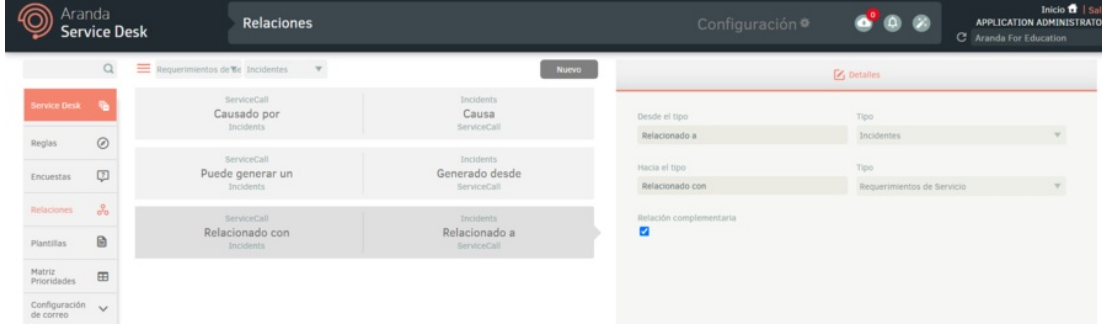 Aranda
Service Desk
Relaciones
Configuración
0
Inicio | Sal
APPLICATION ADMINISTRATO
Aranda For Education
Requerimientos de Se
Incidentes
Nuevo
Detalles
Service Desk
Reglas
Encuestas
Relaciones
Plantillas
Matriz
Prioridades
Configuración
de correo
ServiceCall
Causado por
Incidents
Incidents
Causa
ServiceCall
ServiceCall
Puede generar un
Incidents
Incidents
Generado desde
ServiceCall
ServiceCall
Relacionado con
Incidents
Incidents
Relacionado a
ServiceCall
Desde el tipo
Relacionado a
Tipo
Incidentes
Hacia el tipo
Relacionado con
Tipo
Requerimientos de Servicio
Relación complementaria